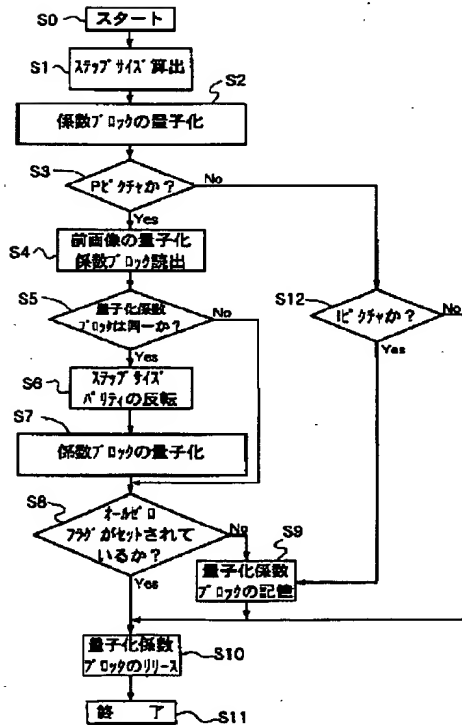 S0
スタート
S1
ステップサイズ算出
S2
係数ブロックの量子化
S3
Pピクチャか？
No
Yes
S4
前画像の量子化
係数ブロック読出
S5
量子化係数
ブロックは同一か？
No
Yes
S12
Iピクチャか？
No
Yes
S6
ステップサイズ
パリティの反転
S7
係数ブロックの量子化
S8
オールゼロ
フラグがセットされて
いるか？
No
Yes
S9
量子化係数
ブロックの記憶
量子化係数
ブロックのリリース
S10
終了
S11